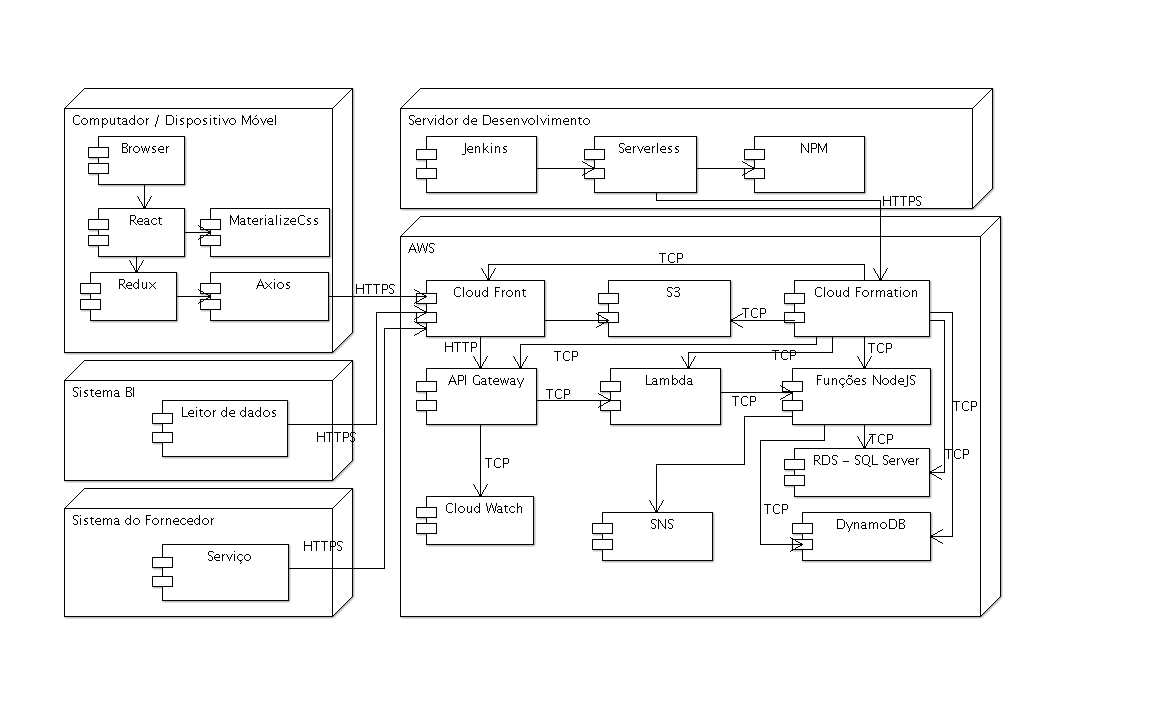 Computador / Dispositivo Móvel
Browser
React
MaterializeCss
Redux
Axios
HTTPS
Sistema BI
Leitor de dados
HTTPS
Sistema do Fornecedor
Serviço
HTTPS
Servidor de Desenvolvimento
Jenkins
Serverless
NPM
HTTPS
AWS
TCP
Cloud Front
S3
Cloud Formation
TCP
HTTP
TCP
TCP
TCP
API Gateway
Lambda
Funções NodeJS
TCP
TCP
TCP
TCP
TCP
TCP
RDS – SQL Server
TCP
Cloud Watch
SNS
TCP
DynamoDB